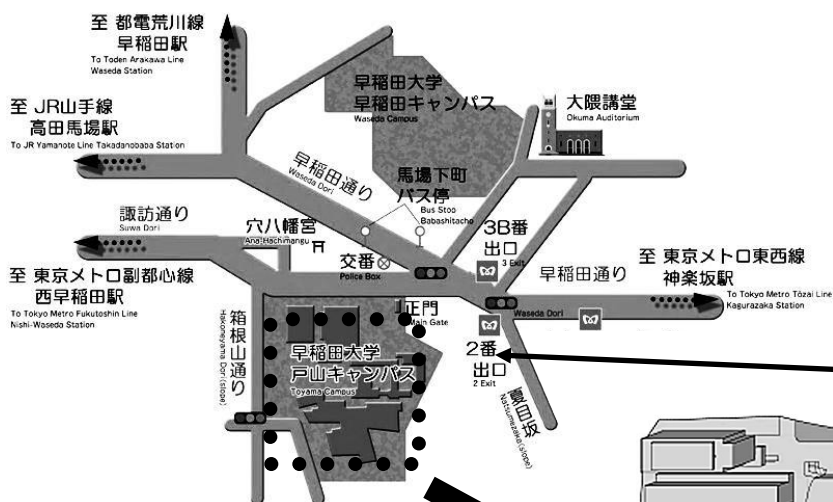 至 都電荒川線
早稲田駅
To Toden Arakawa Line
Waseda Station
至 JR山手線
高田馬場駅
To JR Yamanote Line Takadanobaba Station
早稲田大学
早稲田キャンパス
Waseda Campus
大隈講堂
Okuma Auditorium
早稲田通り
Waseda Dori
馬場下町
バス停
Bus Stop
Babashitacho
諏訪通り
Suwa Dori
穴八幡宮
Ana-Hachimangu
交番
Police Box
3B番
出口
3 Exit
早稲田通り
Waseda Dori
至 東京メトロ東西線
神楽坂駅
To Tokyo Metro Tōzai Line
Kagurazaka Station
至 東京メトロ副都心線
西早稲田駅
To Tokyo Metro Fukutoshin Line
Nishi-Waseda Station
箱根山通り
Hakoneyama Dori(slope)
正門
Main Gate
早稲田大学
戸山キャンパス
Toyama Campus
2番
出口
2 Exit
夏目坂
Natsumezaka(slope)